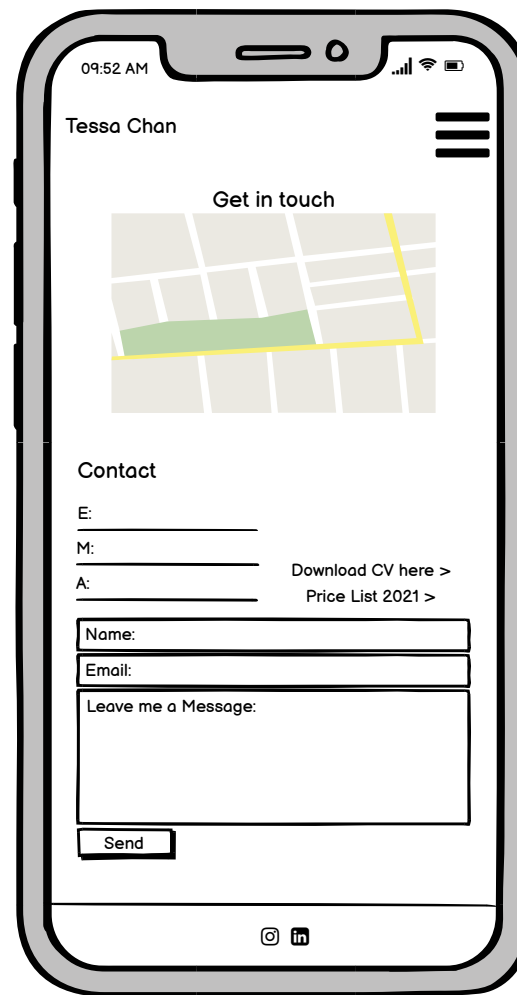 09:52 AM
Tessa Chan
Get in touch
Contact
E:
M:
A:
Download CV here >
Price List 2021 >
Name:
Email:
Leave me a Message:
Send
in